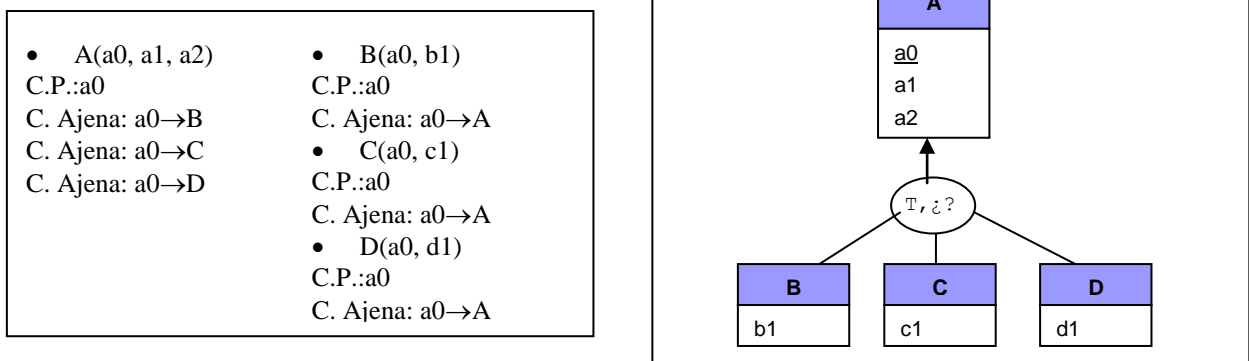 • A(a0, a1, a2)
C.P.:a0
C. Ajena: a0→B
C. Ajena: a0→C
C. Ajena: a0→D
• B(a0, b1)
C.P.:a0
C. Ajena: a0→A
• C(a0, c1)
C.P.:a0
C. Ajena: a0→A
• D(a0, d1)
C.P.:a0
C. Ajena: a0→A
A
a0
a1
a2
T,¿?
B
b1
C
c1
D
d1